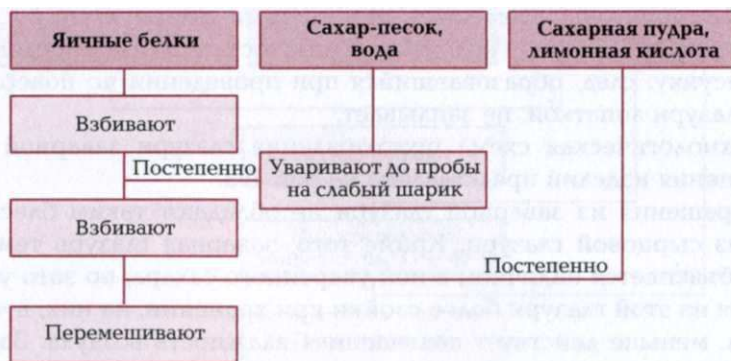 Яичные белки
Сахар-песок,
вода
Сахарная пудра,
лимонная кислота
Взбивают
Постепенно
Уваривают до пробы
на слабый шарик
Взбивают
Постепенно
Перемешивают